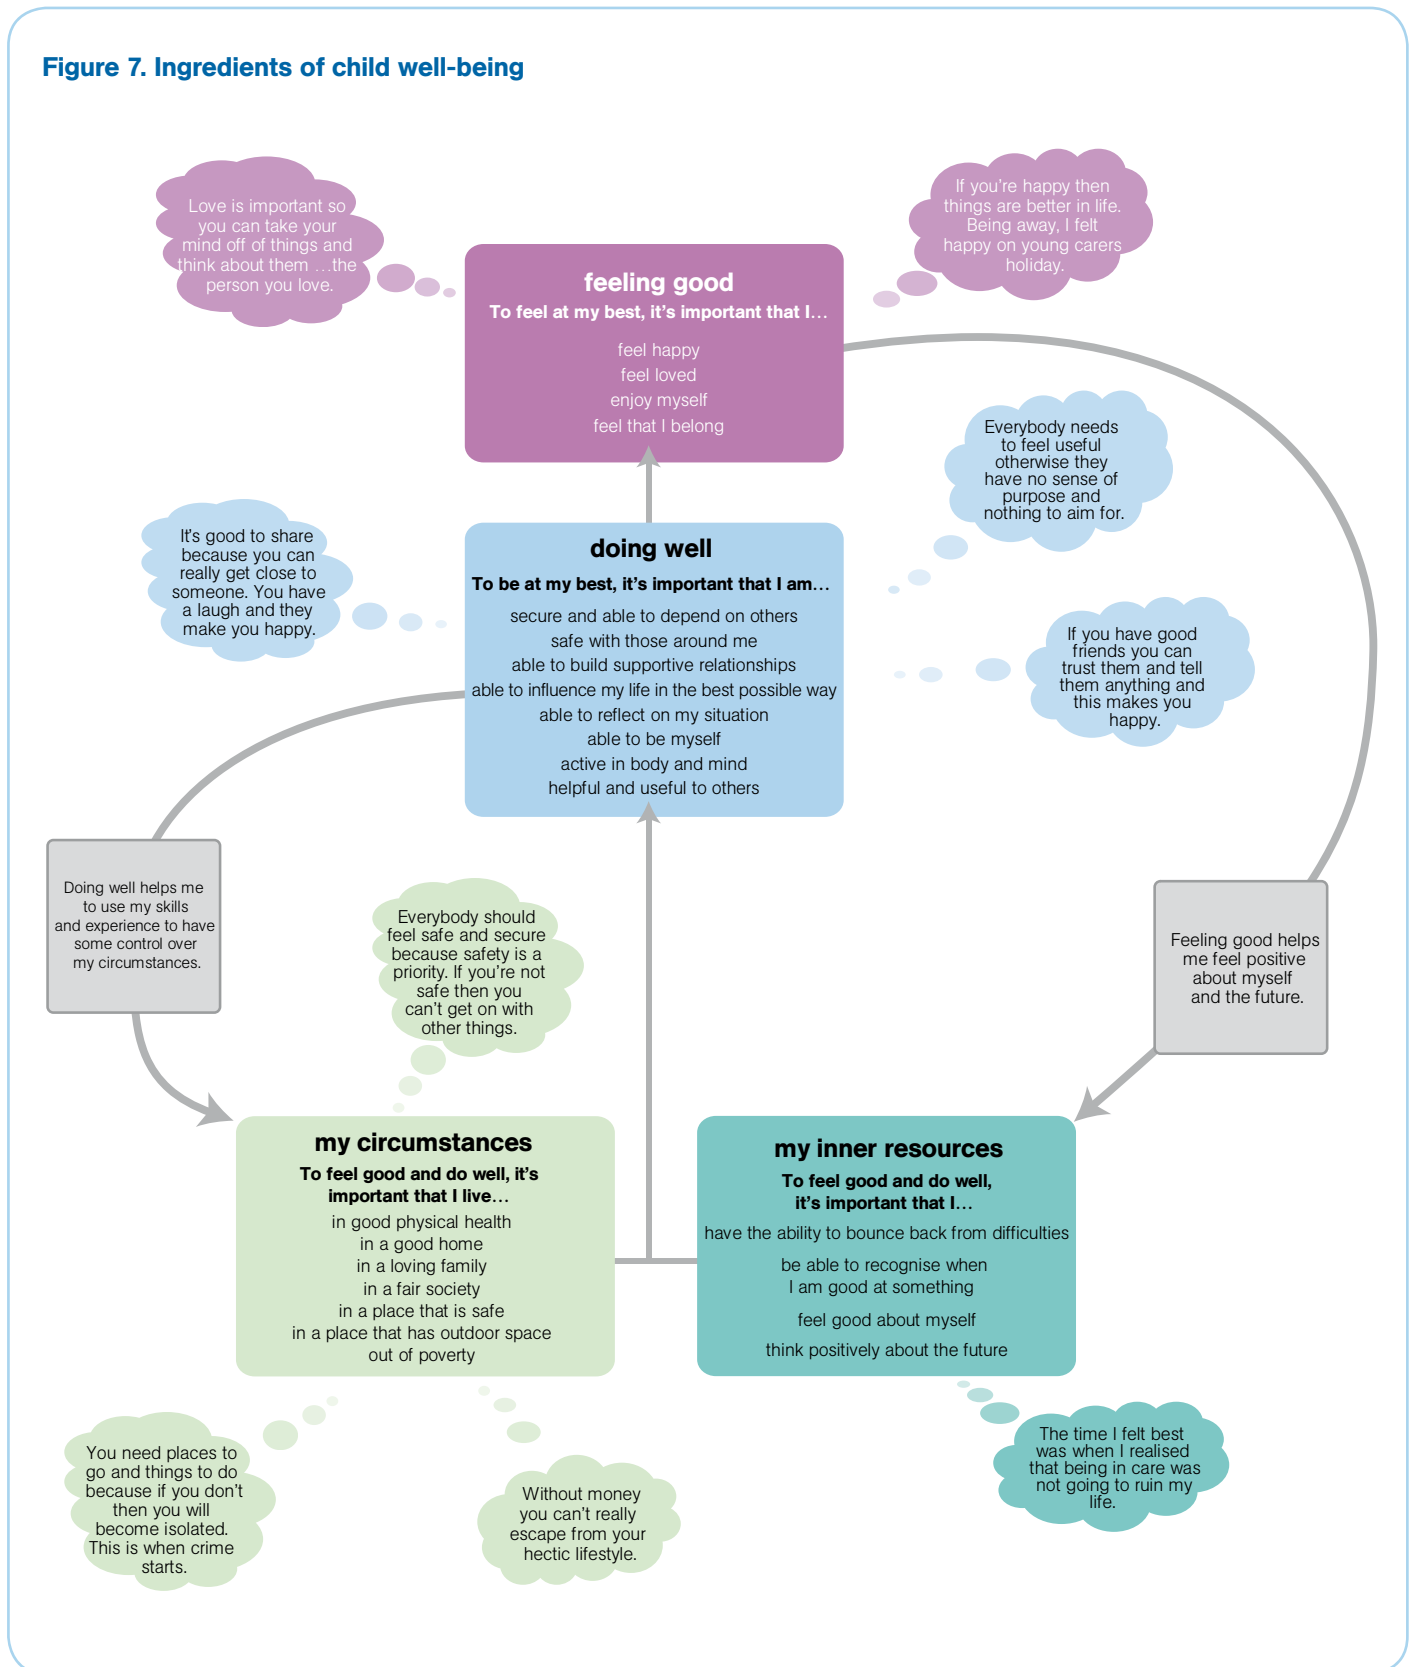 Figure 7. Ingredients of child well-being
Love is important so
you can take your
mind off of things and
think about them …the
person you love.
If you're happy then
things are better in life.
Being away, I felt
happy on young carers
holiday.
feeling good
To feel at my best, it's important that I…
feel happy
feel loved
enjoy myself
feel that I belong
Everybody needs
to feel useful
otherwise they
have no sense of
purpose and
nothing to aim for.
It's good to share
because you can
really get close to
someone. You have
a laugh and they
make you happy.
doing well
To be at my best, it's important that I am…
secure and able to depend on others
safe with those around me
able to build supportive relationships
able to influence my life in the best possible way
able to reflect on my situation
able to be myself
active in body and mind
helpful and useful to others
If you have good
friends you can
trust them and tell
them anything and
this makes you
happy.
Doing well helps me
to use my skills
and experience to have
some control over
my circumstances.
Everybody should
feel safe and secure
because safety is a
priority. If you're not
safe then you
can't get on with
other things.
Feeling good helps
me feel positive
about myself
and the future.
my circumstances
To feel good and do well, it's
important that I live…
in good physical health
in a good home
in a loving family
in a fair society
in a place that is safe
in a place that has outdoor space
out of poverty
my inner resources
To feel good and do well,
it's important that I…
have the ability to bounce back from difficulties
be able to recognise when
I am good at something
feel good about myself
think positively about the future
You need places to
go and things to do
because if you don't
then you will
become isolated.
This is when crime
starts.
Without money
you can't really
escape from your
hectic lifestyle.
The time I felt best
was when I realised
that being in care was
not going to ruin my
life.